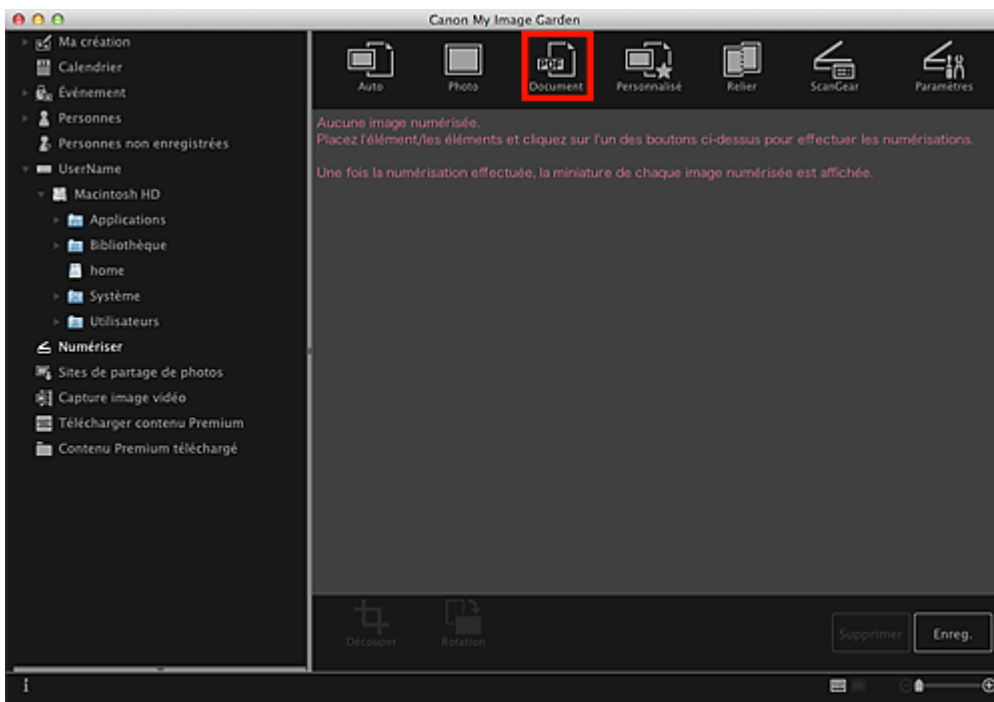 Canon My Image Garden
Ma création
Calendrier
Événement
Personnes
Personnes non enregistrées
UserName
Macintosh HD
Applications
Bibliothèque
home
Système
Utilisateurs
Numériser
Sites de partage de photos
Capture image vidéo
Télécharger contenu Premium
Contenu Premium téléchargé
Auto
Photo
PDF
Document
Personnalisé
Relier
ScanGear
Paramètres
Aucune image numérisée.
Placez l'élément/les éléments et cliquez sur l'un des boutons ci-dessus pour effectuer les numérisations.
Une fois la numérisation effectuée, la miniature de chaque image numérisée est affichée.
Découper
Rotation
Supprimer
Enreg.